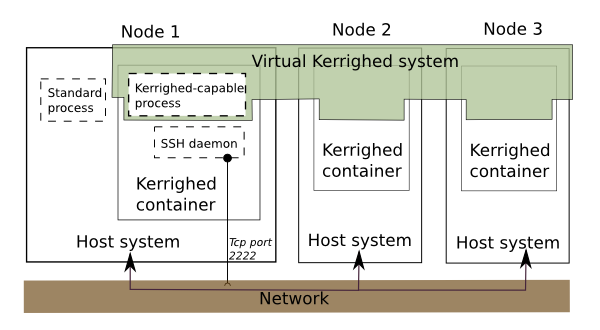 Node 1
Node 2
Node 3
Virtual Kerrighed system
Standard
process
Kerrighed-capable
process
SSH daemon
Kerrighed
container
Kerrighed
container
Kerrighed
container
Host system
Tcp port
2222
Host system
Host system
Network